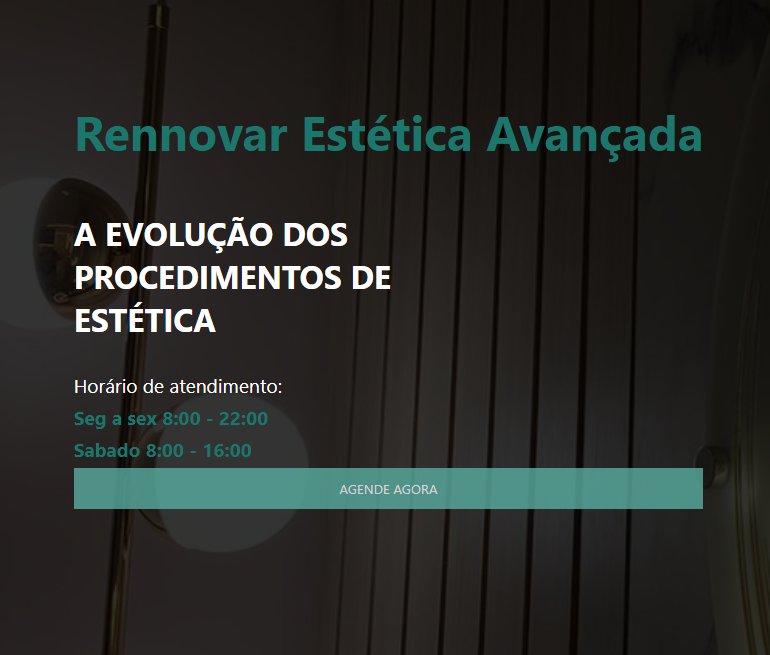 Rennovar Estética Avançada
A EVOLUÇÃO DOS
PROCEDIMENTOS DE
ESTÉTICA
Horário de atendimento:
Seg a sex 8:00 - 22:00
Sabado 8:00 - 16:00
AGENDE AGORA